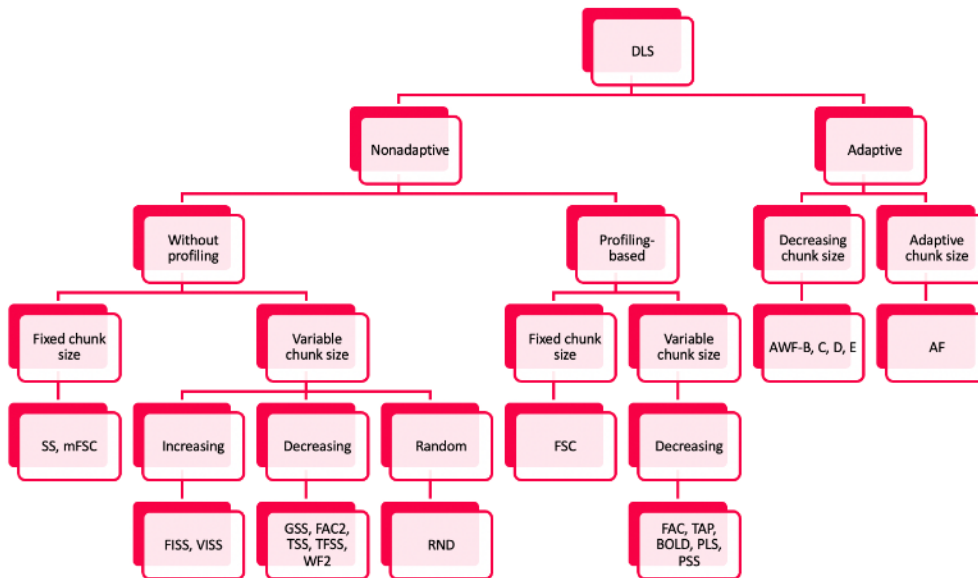 DLS
Nonadaptive
Adaptive
Without
profiling
Profiling-
based
Decreasing
chunk size
Adaptive
chunk size
Fixed chunk
size
Variable
chunk size
Fixed chunk
size
Variable
chunk size
AWF-B, C, D, E
AF
SS, mFSC
Increasing
Decreasing
Random
FSC
Decreasing
FISS, VISS
GSS, FAC2,
TSS, TFSS,
WF2
RND
FAC, TAP,
BOLD, PLS,
PSS